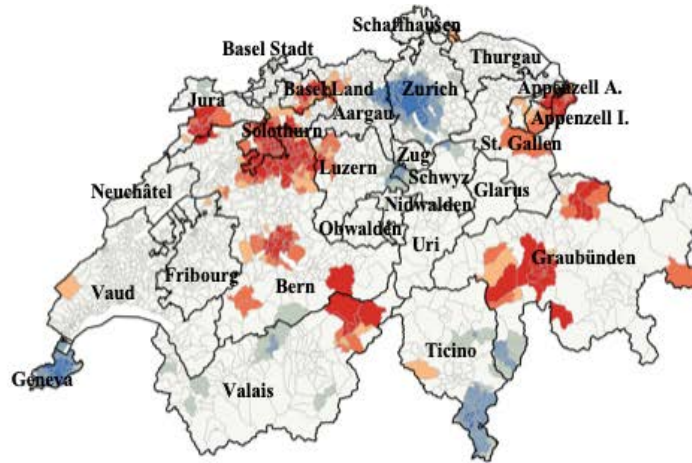 Schaffhausen
Basel Stadt
Thurgau
Basel Land
Zurich
Appenzell A.
Jura
Aargau
Appenzell I.
Solothurn
St. Gallen
Luzern
Zug
Schwyz
Glarus
Neuchâtel
Nidwalden
Obwalden
Uri
Graubünden
Fribourg
Bern
Vaud
Ticino
Geneva
Valais